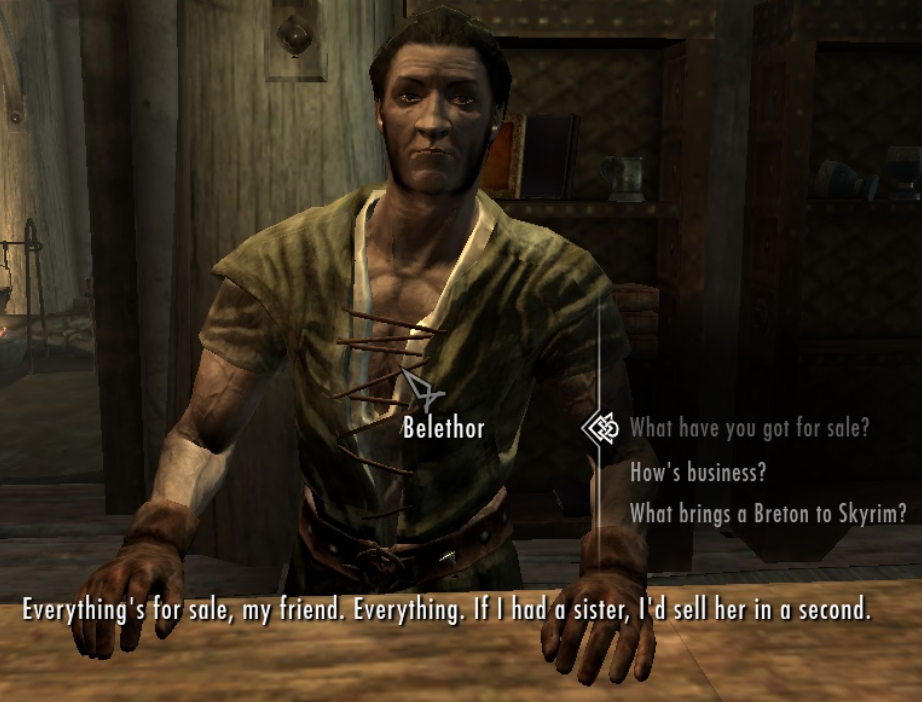 Belethor
What have you got for sale?
How's business?
What brings a Breton to Skyrim?
Everything's for sale, my friend. Everything. If I had a sister, I'd sell her in a second.